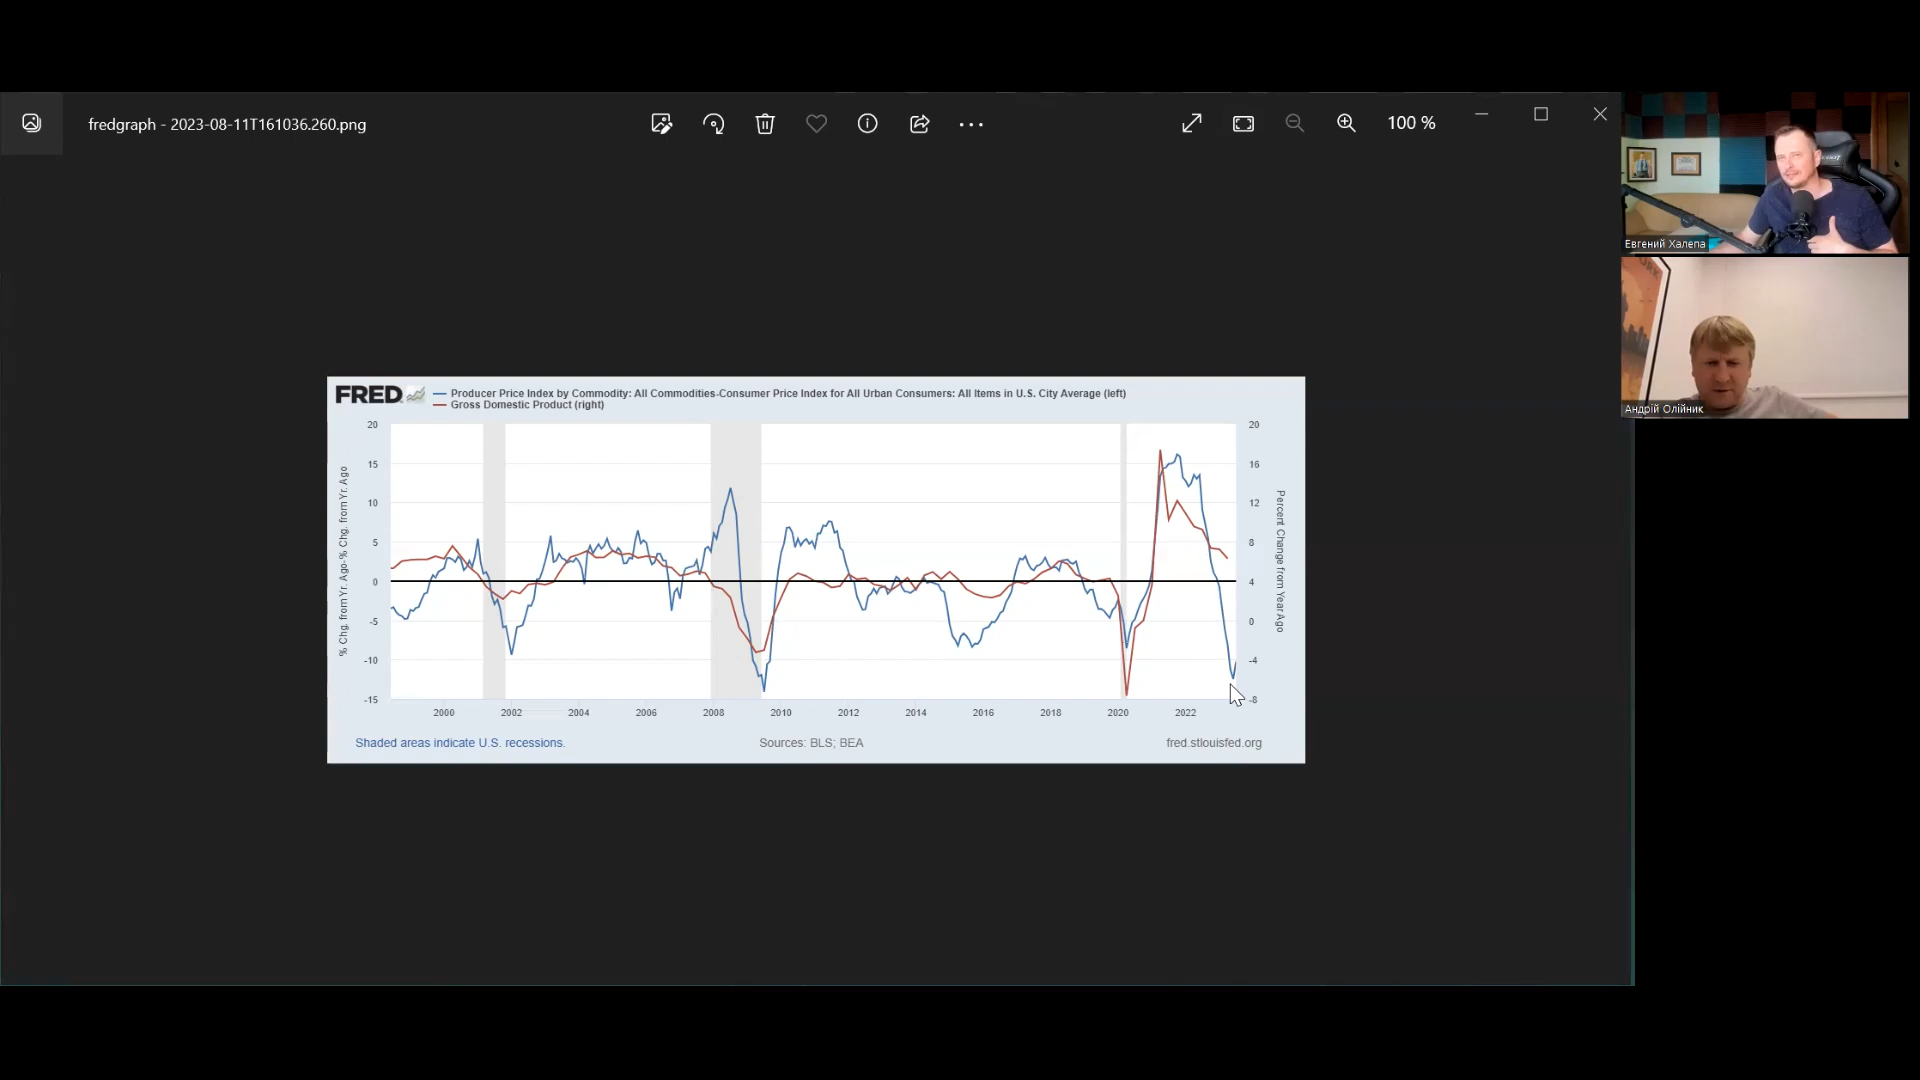 fredgraph - 2023-08-11T161036.260.png
100 %
Евгений Халепа
Андрій Олійник
FRED
Producer Price Index by Commodity: All Commodities-Consumer Price Index for All Urban Consumers: All Items in U.S. City Average (left)
Gross Domestic Product (right)
% Chg. from Yr. Ago-% Chg. from Yr. Ago
20
15
10
5
0
-5
-10
-15
20
16
12
8
4
0
-4
-8
Percent Change from Year Ago
2000 2002 2004 2006 2008 2010 2012 2014 2016 2018 2020 2022
Shaded areas indicate U.S. recessions.
Sources: BLS; BEA
fred.stlouisfed.org